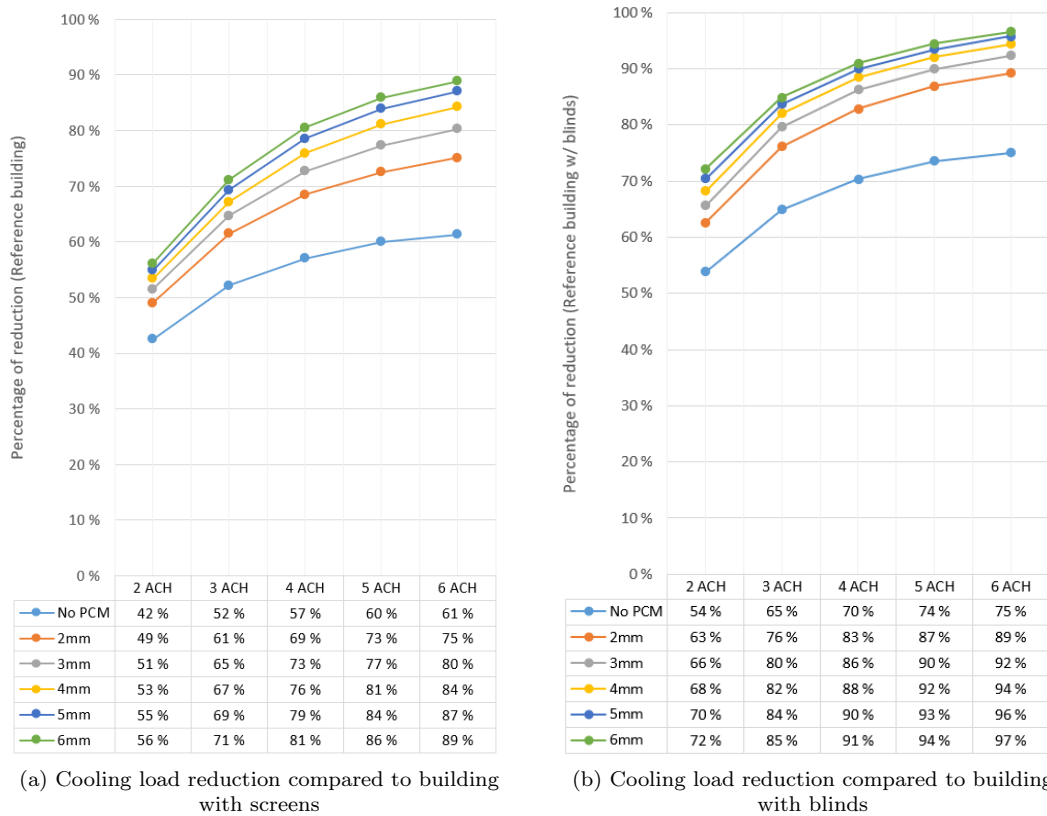 Percentage of reduction (Reference building)
100 %
90 %
80 %
70 %
60 %
50 %
40 %
30 %
20 %
10 %
0 %
2 ACH 3 ACH 4 ACH 5 ACH 6 ACH
No PCM 42 % 52 % 57 % 60 % 61 %
2mm 49 % 61 % 69 % 73 % 75 %
3mm 51 % 65 % 73 % 77 % 80 %
4mm 53 % 67 % 76 % 81 % 84 %
5mm 55 % 69 % 79 % 84 % 87 %
6mm 56 % 71 % 81 % 86 % 89 %
(a) Cooling load reduction compared to building
with screens
Percentage of reduction (Reference building w/ blinds)
100 %
90 %
80 %
70 %
60 %
50 %
40 %
30 %
20 %
10 %
0 %
2 ACH 3 ACH 4 ACH 5 ACH 6 ACH
No PCM 54 % 65 % 70 % 74 % 75 %
2mm 63 % 76 % 83 % 87 % 89 %
3mm 66 % 80 % 86 % 90 % 92 %
4mm 68 % 82 % 88 % 92 % 94 %
5mm 70 % 84 % 90 % 93 % 96 %
6mm 72 % 85 % 91 % 94 % 97 %
(b) Cooling load reduction compared to building
with blinds